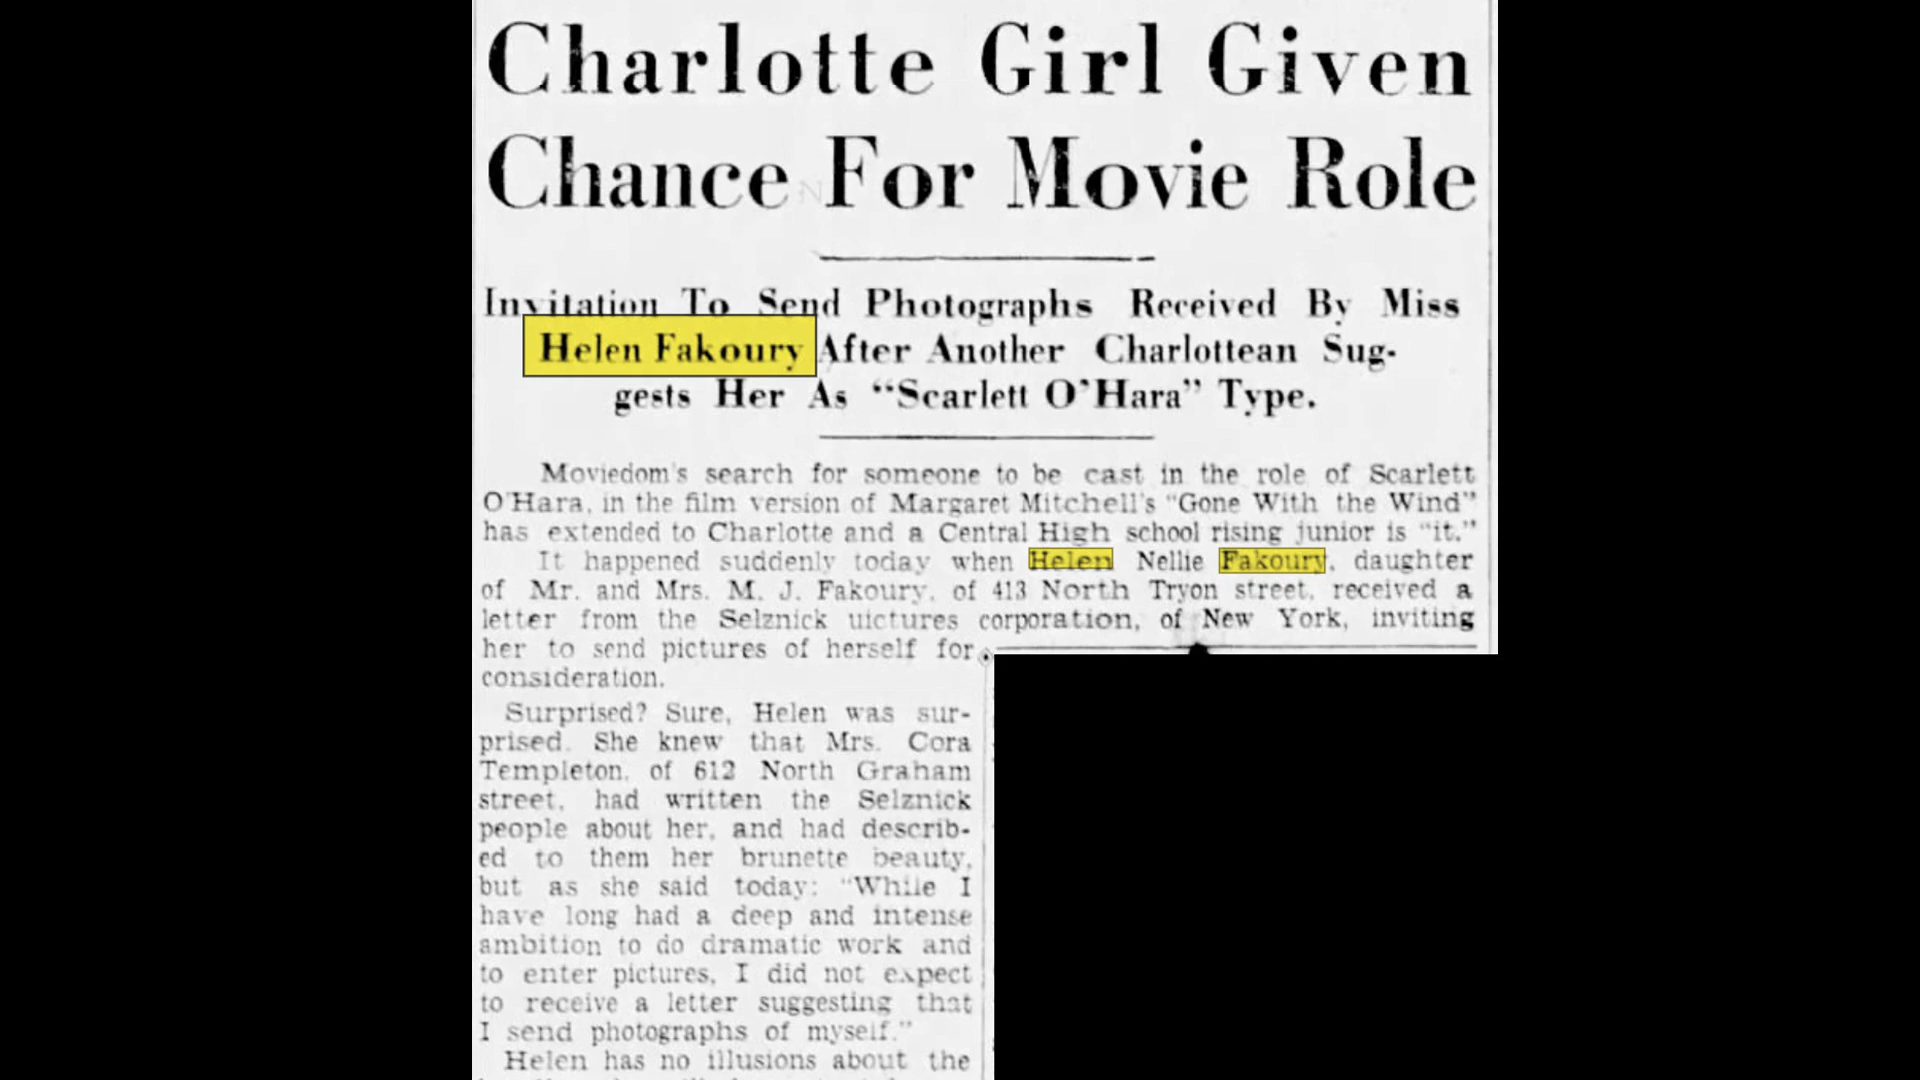 Charlotte Girl Given
Chance For Movie Role
Invitation To Send Photographs Received By Miss
Helen Fakoury After Another Charlottean Sug-
gests Her As “Scarlett O’Hara” Type.
Moviedom's search for someone to be cast in the role of Scarlett
O'Hara, in the film version of Margaret Mitchell's “Gone With the Wind”
has extended to Charlotte and a Central High school rising junior is “it.”
It happened suddenly today when Helen Nellie Fakoury, daughter
of Mr. and Mrs. M. J. Fakoury, of 413 North Tryon street, received a
letter from the Selznick uictures corporation, of New York, inviting
her to send pictures of herself for
consideration.
Surprised? Sure, Helen was sur-
prised. She knew that Mrs. Cora
Templeton, of 612 North Graham
street, had written the Selznick
people about her, and had describ-
ed to them her brunette beauty,
but as she said today: “While I
have long had a deep and intense
ambition to do dramatic work and
to enter pictures, I did not expect
to receive a letter suggesting that
I send photographs of myself.”
Helen has no illusions about the